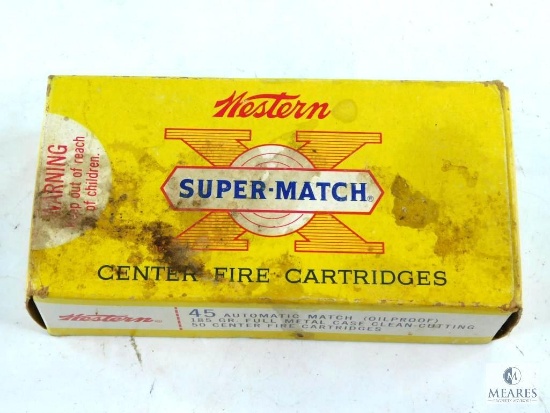 Western
X
SUPER-MATCH®
CENTER FIRE CARTRIDGES
WARNING
Keep out of reach
of children.
Western
45 AUTOMATIC MATCH (OILPROOF)
185 GR. FULL METAL CASE CLEAN-CUTTING
50 CENTER FIRE CARTRIDGES
M
MEARES